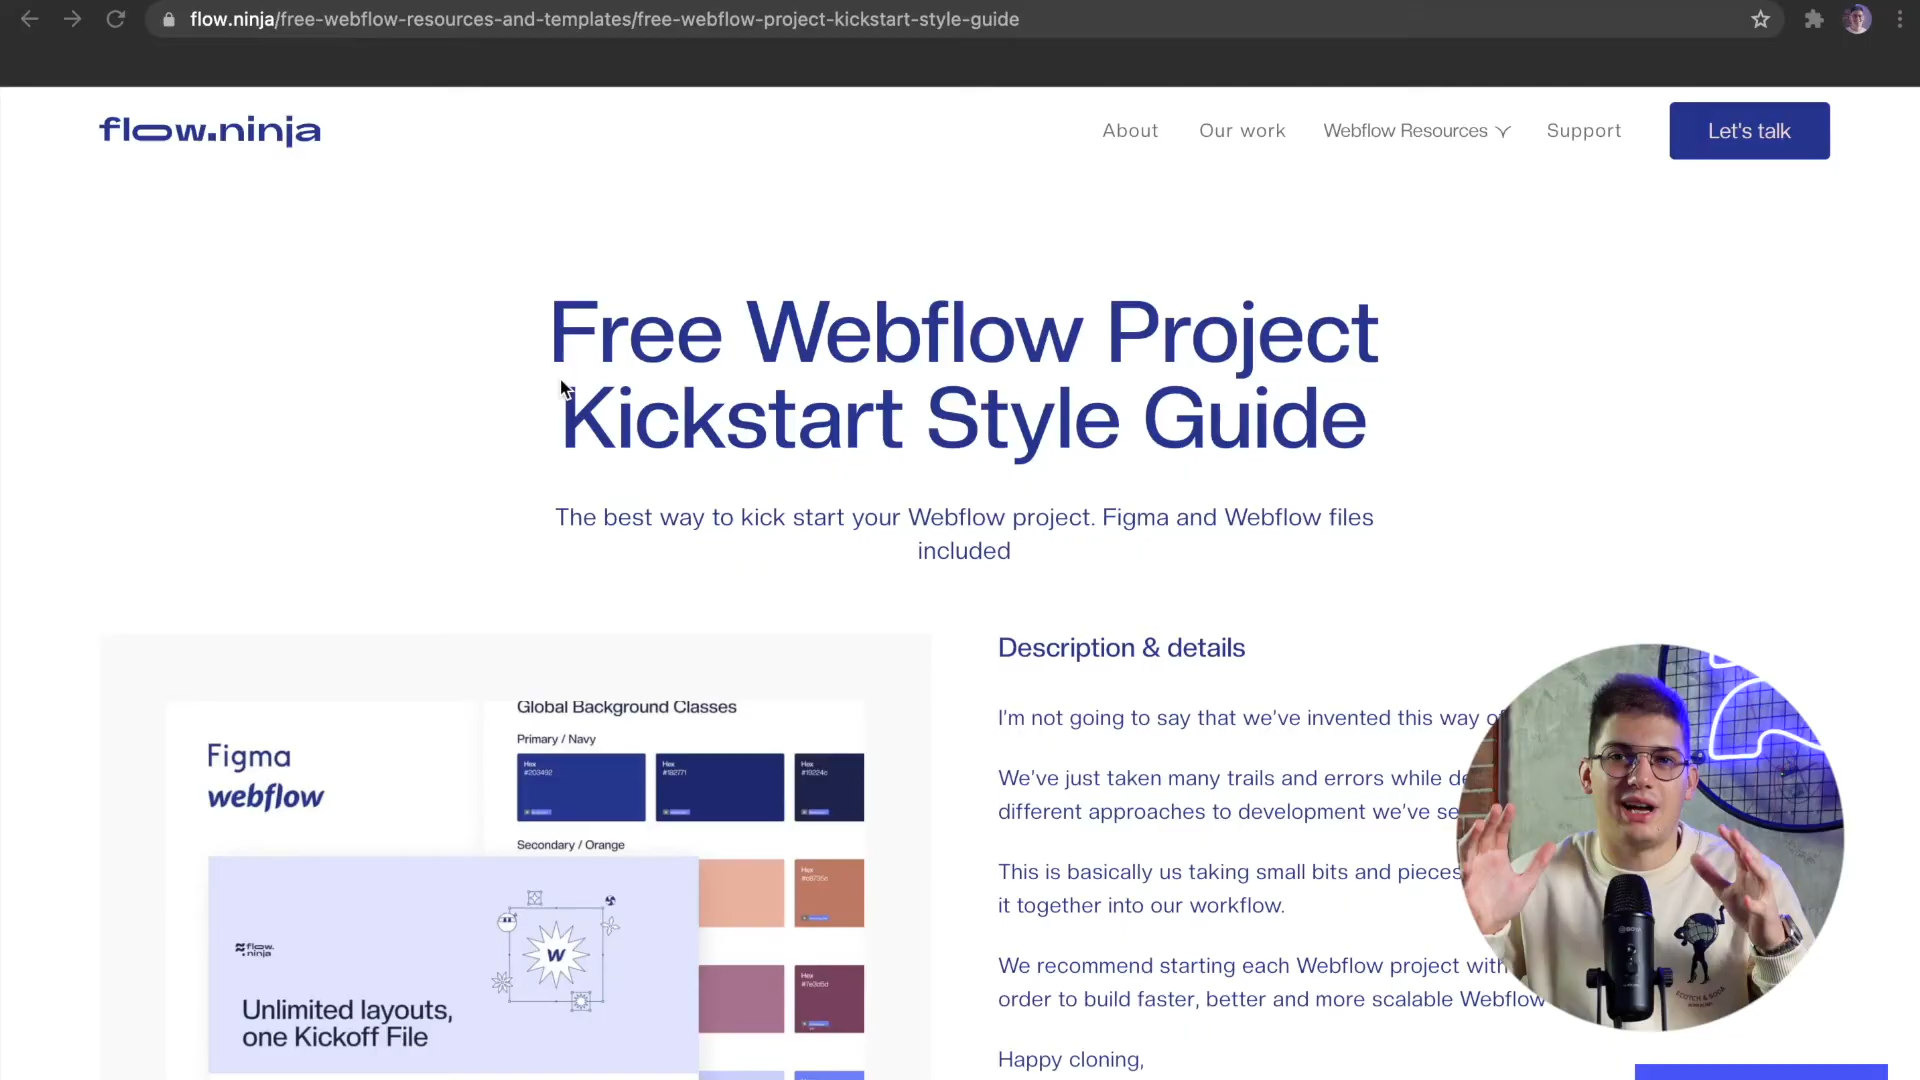 flow.ninja/free-webflow-resources-and-templates/free-webflow-project-kickstart-style-guide
flow.ninja
About
Our work
Webflow Resources
Support
Let's talk
Free Webflow Project
Kickstart Style Guide
The best way to kick start your Webflow project. Figma and Webflow files
included
Figma
webflow
Global Background Classes
Primary / Navy
Hex
#203492
Hex
#182771
Hex
#19224c
Secondary / Orange
Hex
Hex
flow.
ninja
W
Unlimited layouts,
one Kickoff File
Description & details
I'm not going to say that we've invented this way of
We've just taken many trails and errors while de
different approaches to development we've se
This is basically us taking small bits and pieces
it together into our workflow.
We recommend starting each Webflow project with
order to build faster, better and more scalable Webflow
Happy cloning,
BOYA